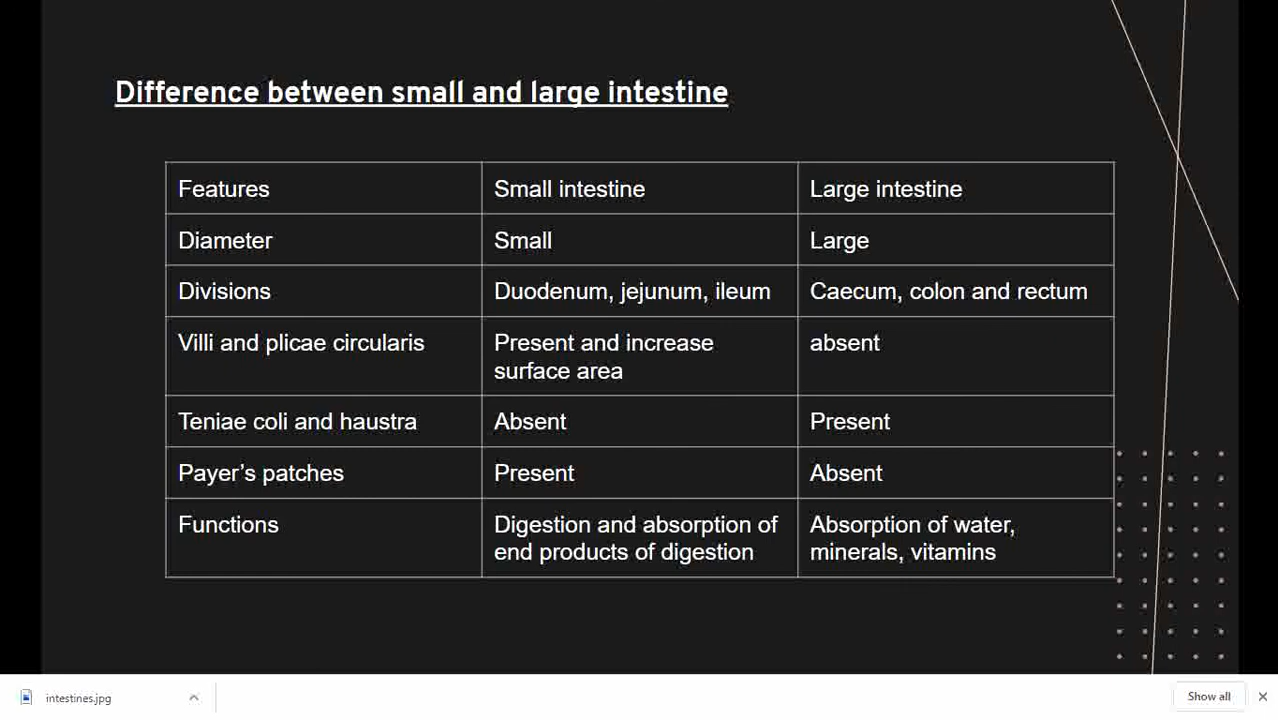 Difference between small and large intestine
Features Small intestine Large intestine
Diameter Small Large
Divisions Duodenum, jejunum, ileum Caecum, colon and rectum
Villi and plicae circularis Present and increase absent
surface area
Teniae coli and haustra Absent Present
Payer’s patches Present Absent
Functions Digestion and absorption of Absorption of water,
end products of digestion minerals, vitamins
intestines.jpg Show all